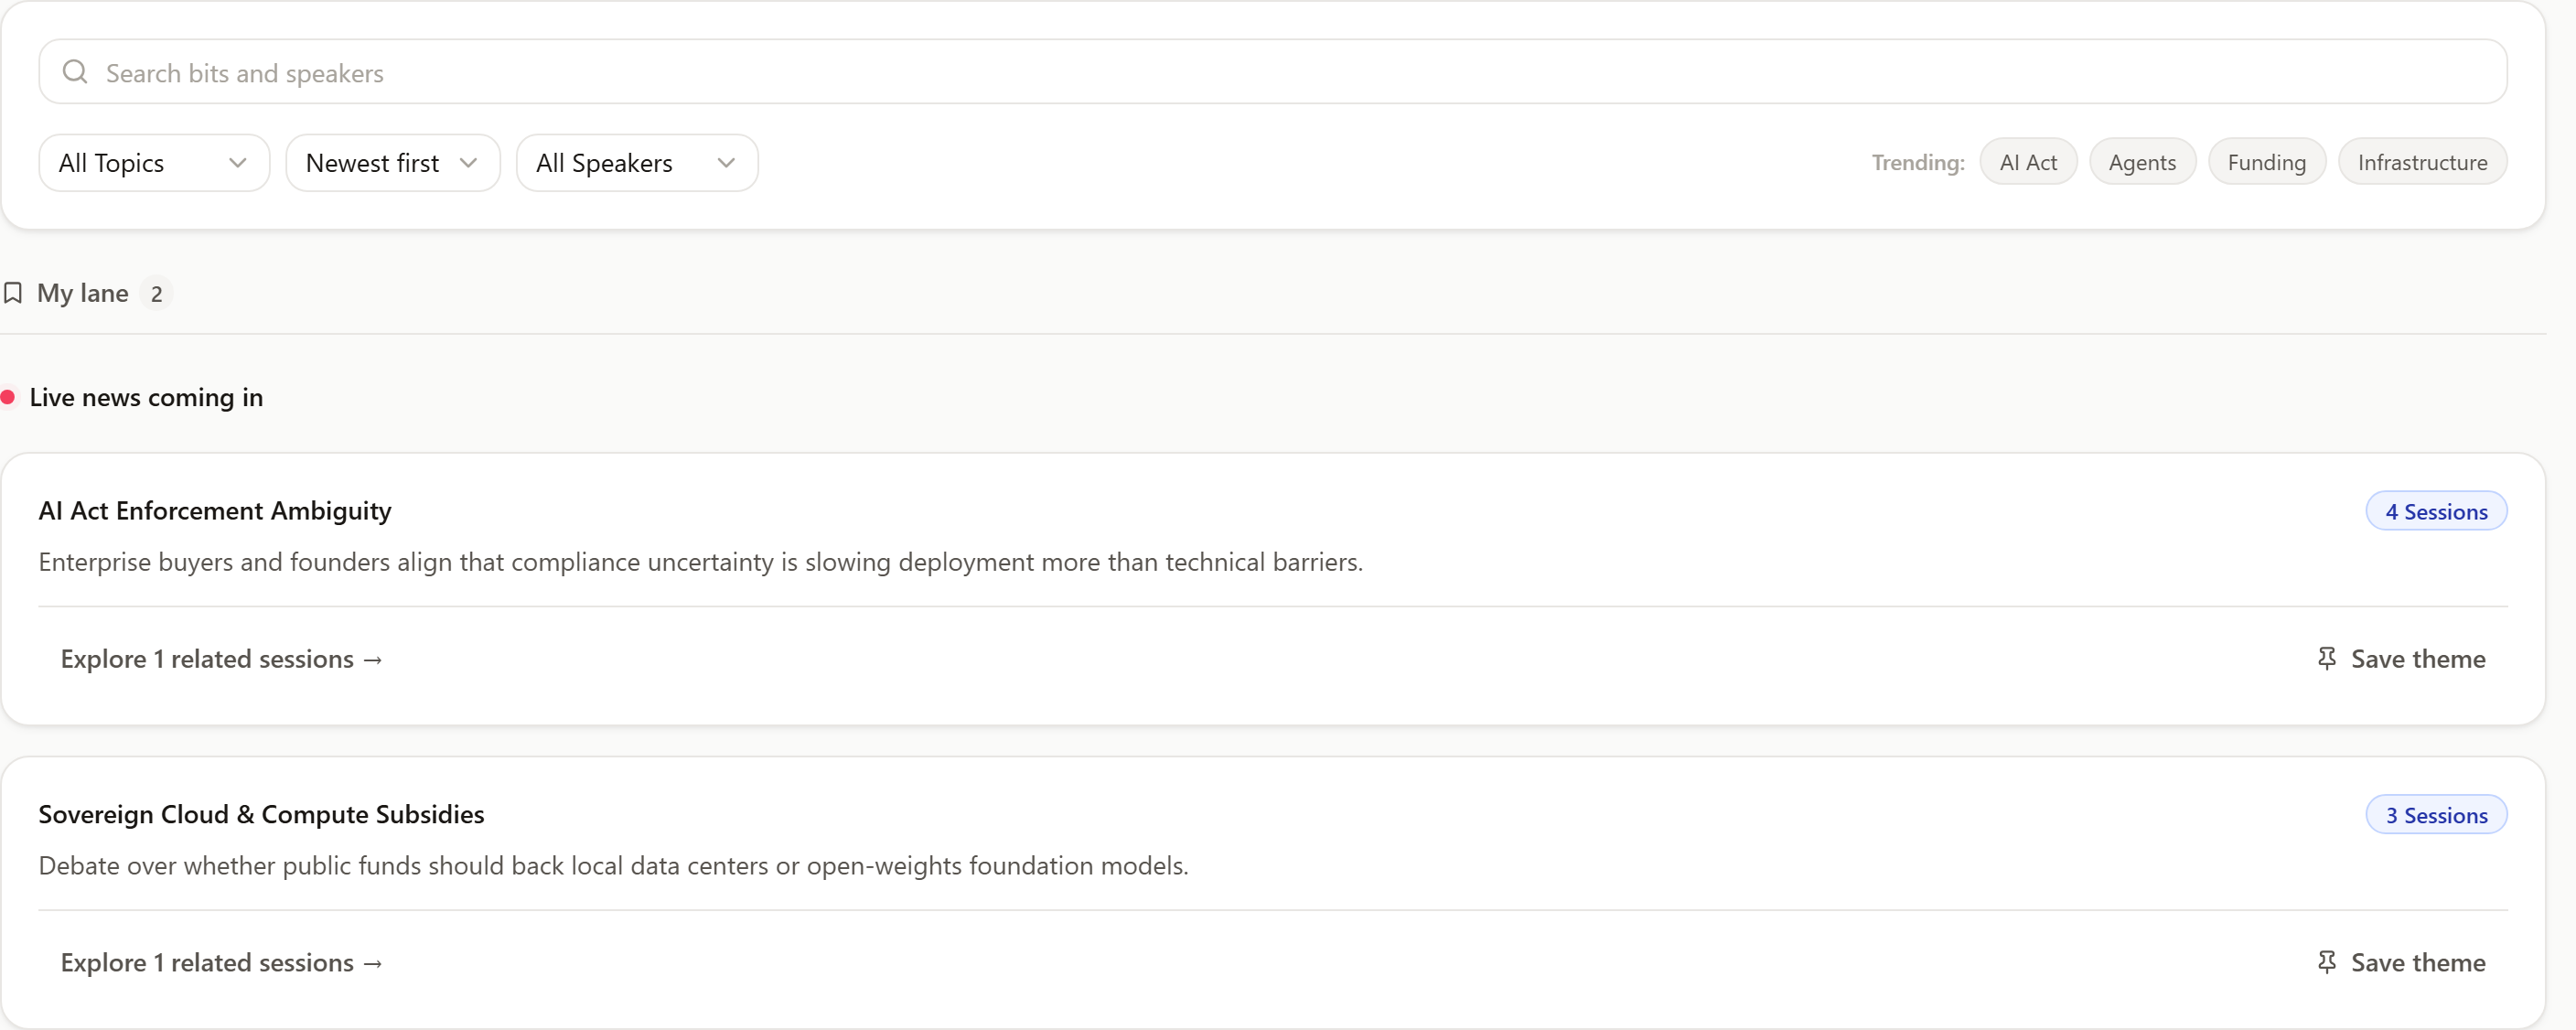 Search bits and speakers
All Topics Newest first All Speakers Trending: AI Act Agents Funding Infrastructure
My lane 2
Live news coming in
AI Act Enforcement Ambiguity 4 Sessions
Enterprise buyers and founders align that compliance uncertainty is slowing deployment more than technical barriers.
Explore 1 related sessions → Save theme
Sovereign Cloud & Compute Subsidies 3 Sessions
Debate over whether public funds should back local data centers or open-weights foundation models.
Explore 1 related sessions → Save theme